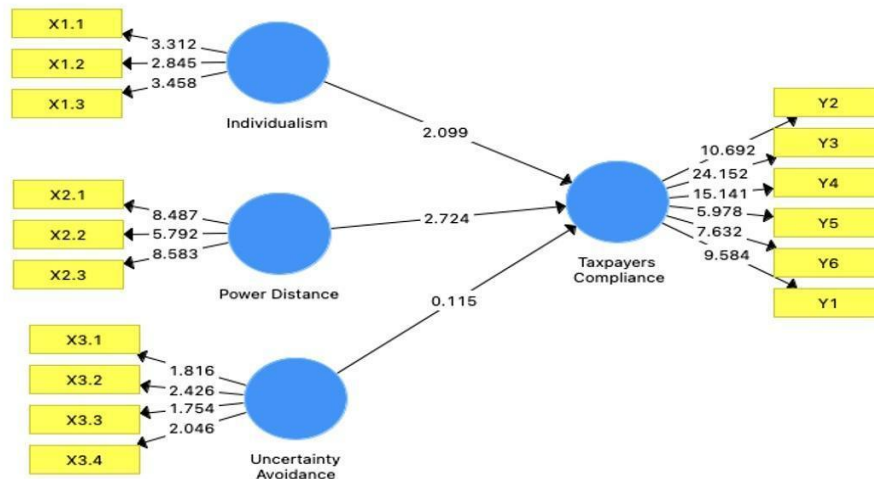 X1.1
3.312
X1.2
2.845
X1.3
3.458
Individualism
2.099
X2.1
8.487
X2.2
5.792
X2.3
8.583
Power Distance
2.724
X3.1
1.816
X3.2
2.426
X3.3
1.754
X3.4
2.046
Uncertainty
Avoidance
0.115
Taxpayers
Compliance
Y2
10.692
Y3
24.152
Y4
15.141
Y5
5.978
Y6
7.632
Y1
9.584